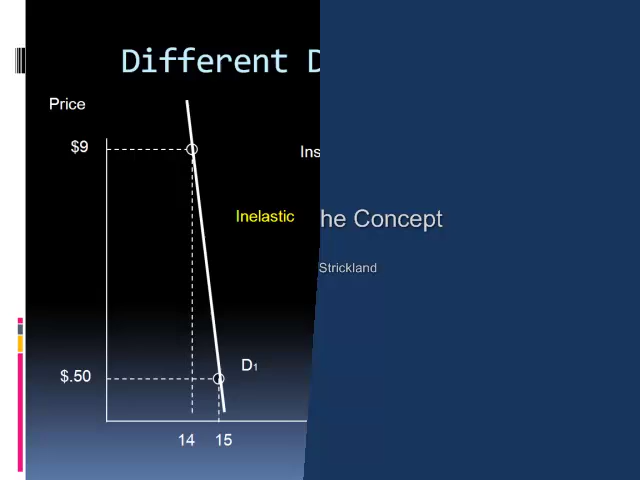 Different D
Price
$9
Ins
Inelastic
he Concept
Strickland
D1
$.50
14 15